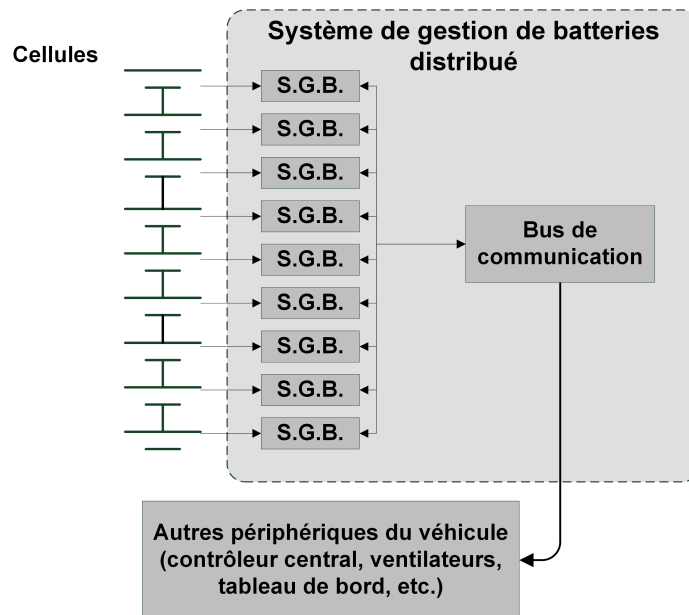 Système de gestion de batteries
distribué
Cellules
S.G.B.
S.G.B.
S.G.B.
S.G.B.
S.G.B.
S.G.B.
S.G.B.
S.G.B.
S.G.B.
Bus de
communication
Autres périphériques du véhicule
(contrôleur central, ventilateurs,
tableau de bord, etc.)